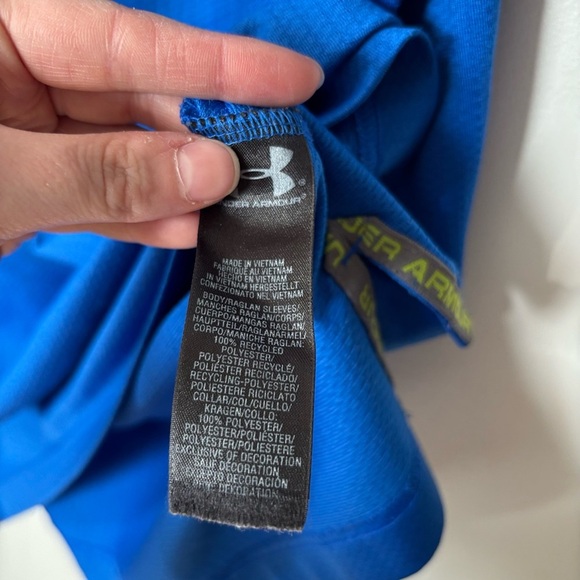 UNDER ARMOUR®
MADE IN VIETNAM
FABRIQUÉ AU VIETNAM
HECHO EN VIETNAM
IN VIETNAM HERGESTELLT
CONFEZIONATO NEL VIETNAM
BODY/RAGLAN SLEEVES/
MANCHES RAGLAN/CORPS/
CUERPO/MANGAS RAGLAN/
HAUPTTEIL/RAGLANÄRMEL/
CORPO/MANICHE RAGLAN:
100% RECYCLED
POLYESTER/
POLYESTER RECYCLÉ/
POLIÉSTER RECICLADO/
RECYCLING-POLYESTER/
POLIESTERE RICICLATO
COLLAR/COL/CUELLO/
KRAGEN/COLLO:
100% POLYESTER/
POLYESTER/POLIÉSTER/
POLYESTER/POLIESTERE
EXCLUSIVE OF DECORATION
SAUF DÉCORATION
EXCEPTO DECORACIÓN
OHNE DEKORATION
UNDER ARMOUR